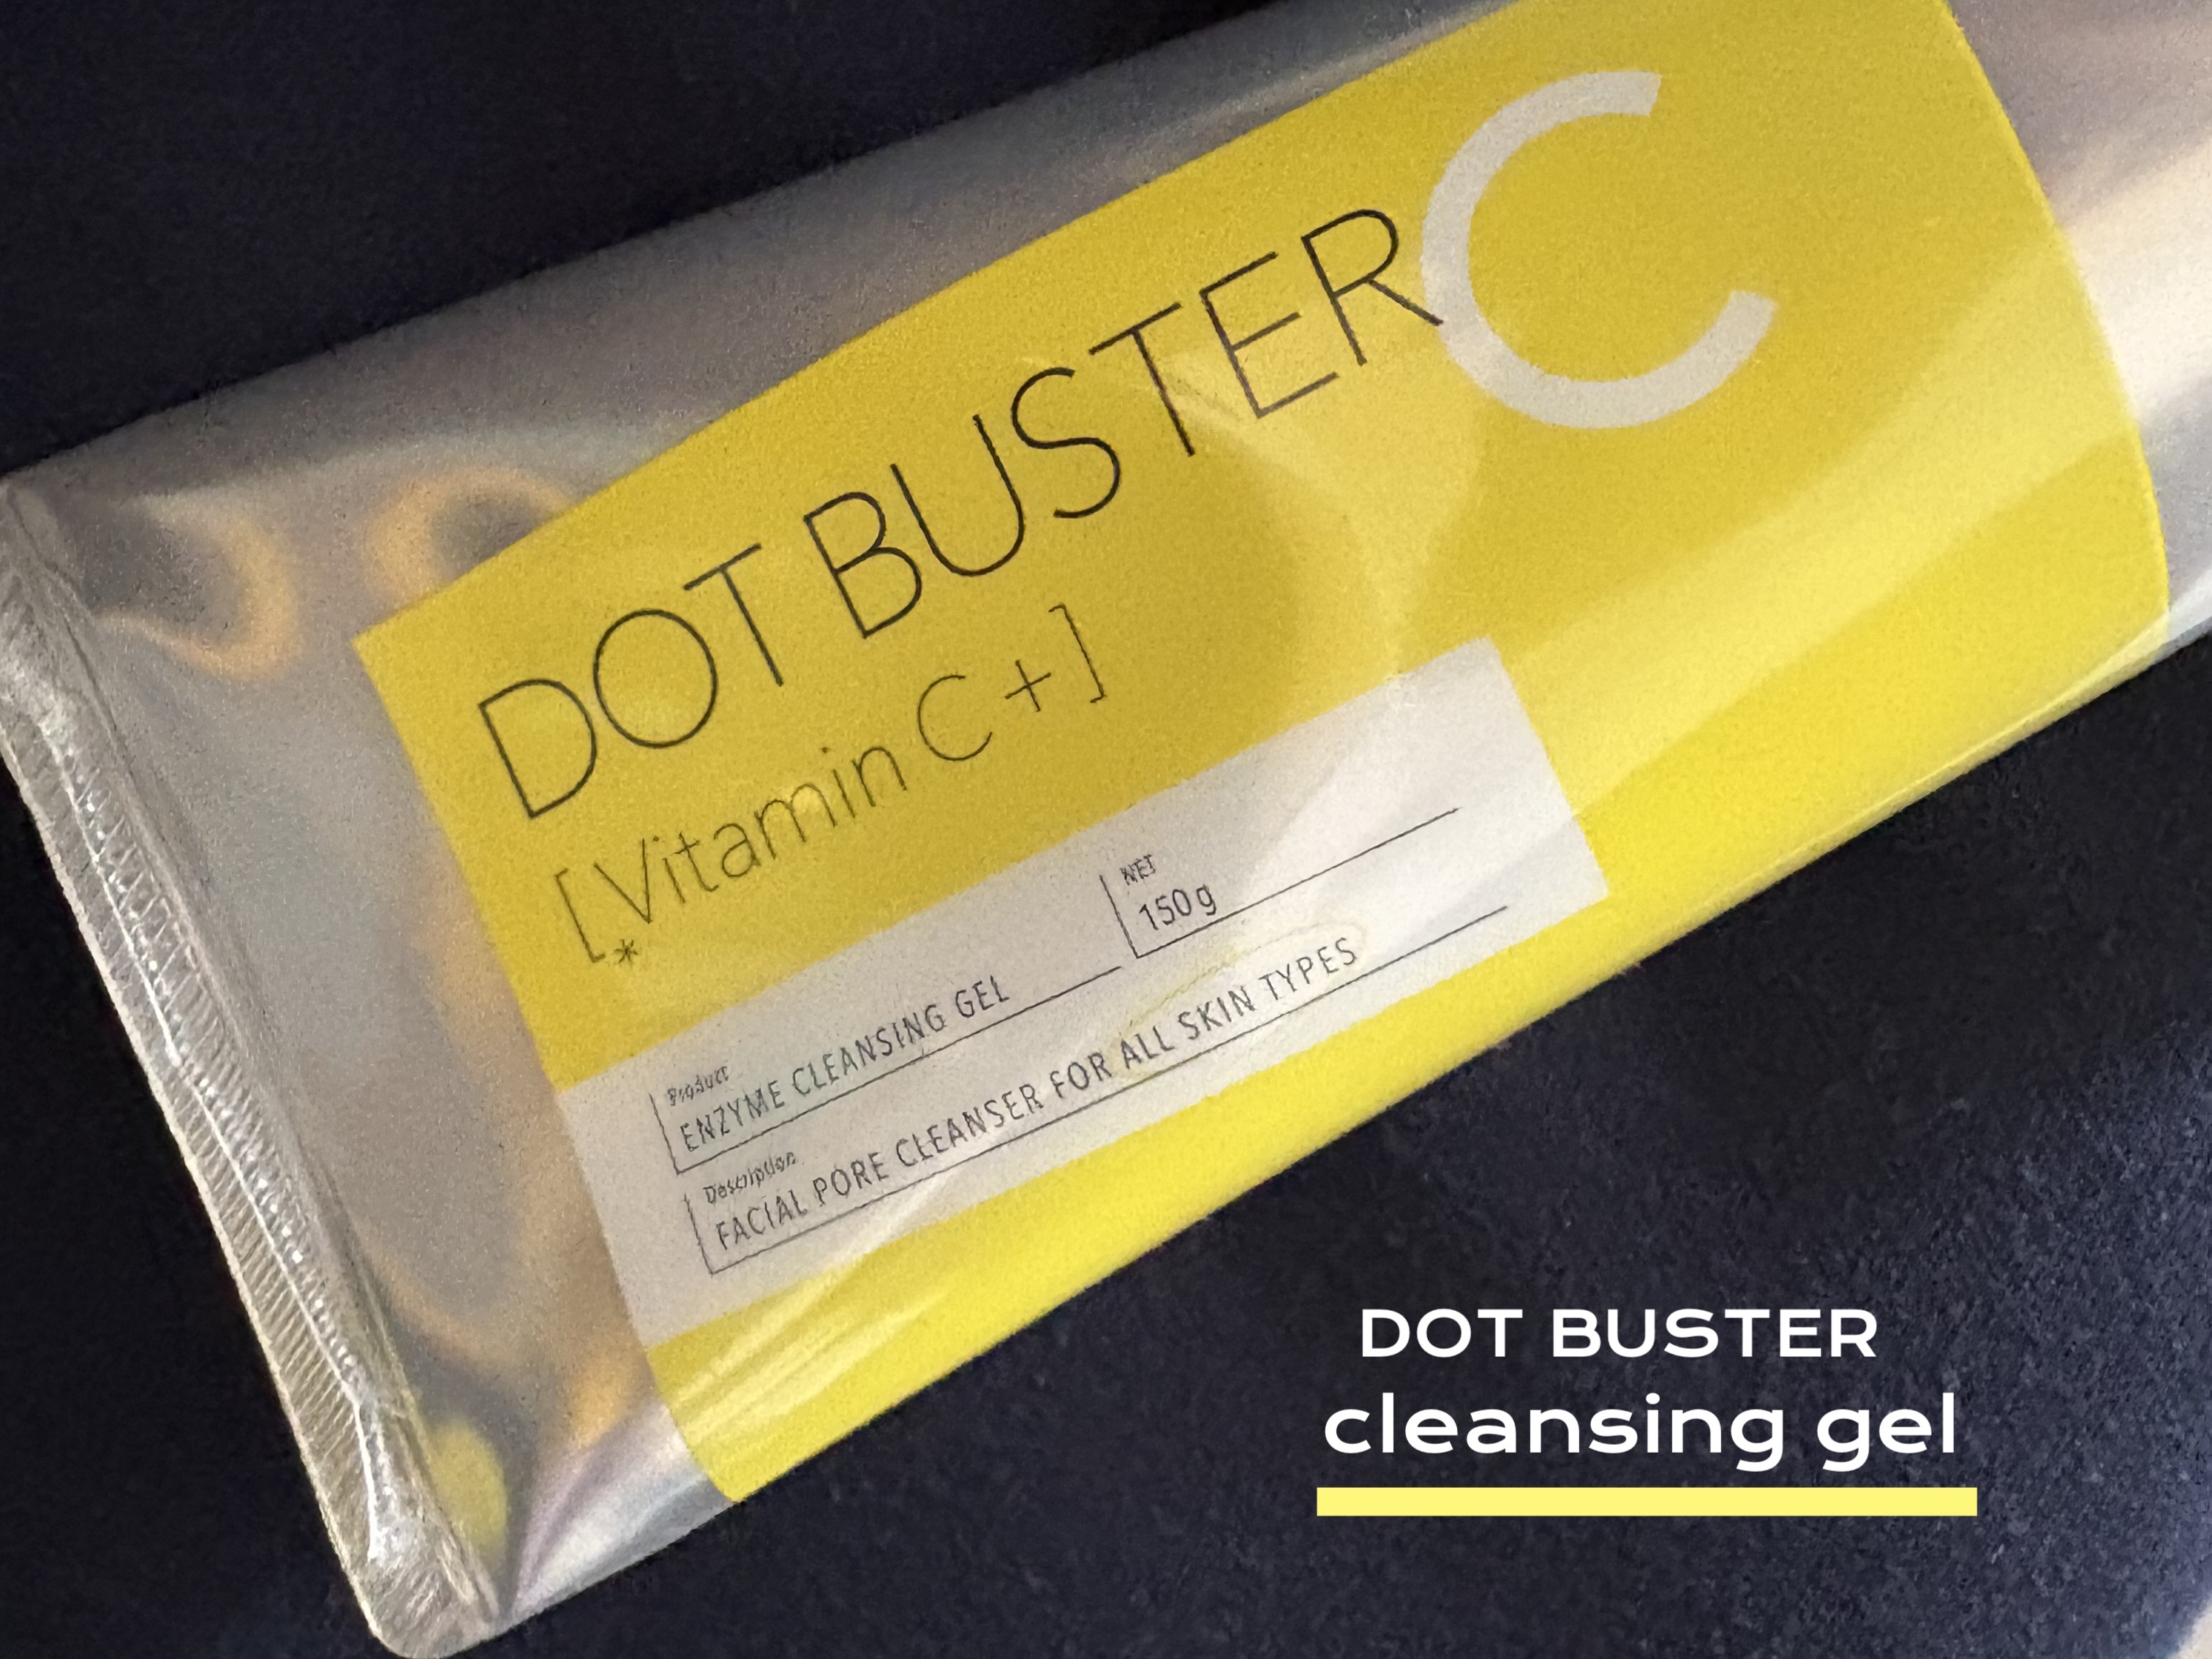 DOT BUSTER C
[Vitamin C+]
*
Product
ENZYME CLEANSING GEL
NET
150g
Description
FACIAL PORE CLEANSER FOR ALL SKIN TYPES
DOT BUSTER
cleansing gel